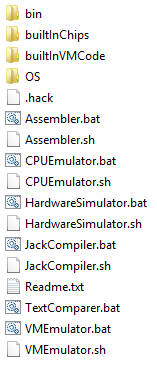 bin
builtInChips
builtInVMCode
OS
.hack
Assembler.bat
Assembler.sh
CPUEmulator.bat
CPUEmulator.sh
HardwareSimulator.bat
HardwareSimulator.sh
JackCompiler.bat
JackCompiler.sh
Readme.txt
TextComparer.bat
VMEmulator.bat
VMEmulator.sh